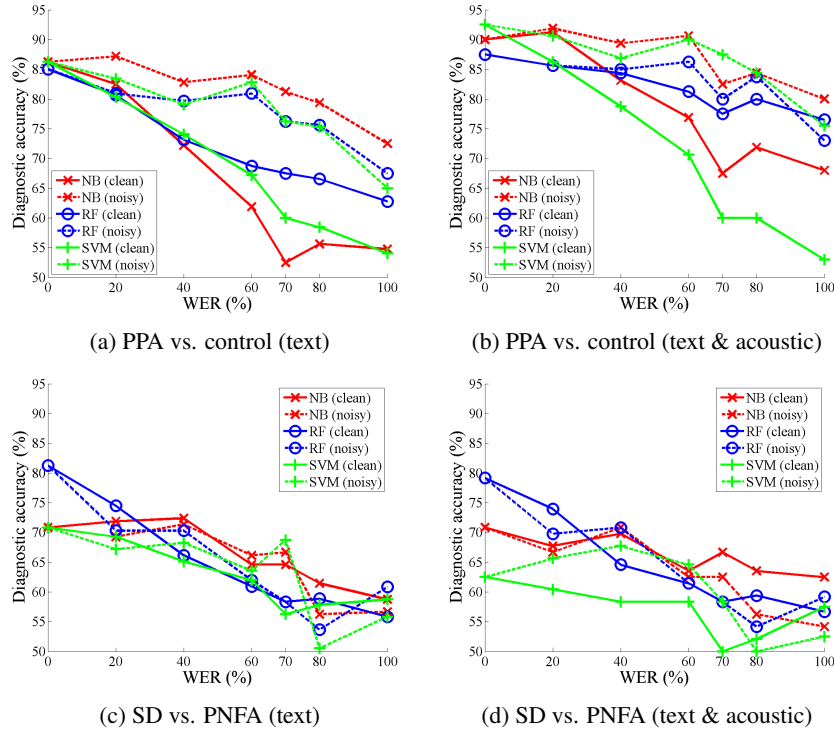 95
90
85
80
75
70
65
60
55
50
Diagnostic accuracy (%)
NB (clean)
NB (noisy)
RF (clean)
RF (noisy)
SVM (clean)
SVM (noisy)
0 20 40 60 70 80 100
WER (%)
(a) PPA vs. control (text)
95
90
85
80
75
70
65
60
55
50
Diagnostic accuracy (%)
NB (clean)
NB (noisy)
RF (clean)
RF (noisy)
SVM (clean)
SVM (noisy)
0 20 40 60 70 80 100
WER (%)
(b) PPA vs. control (text & acoustic)
95
90
85
80
75
70
65
60
55
50
Diagnostic accuracy (%)
NB (clean)
NB (noisy)
RF (clean)
RF (noisy)
SVM (clean)
SVM (noisy)
0 20 40 60 70 80 100
WER (%)
(c) SD vs. PNFA (text)
95
90
85
80
75
70
65
60
55
50
Diagnostic accuracy (%)
NB (clean)
NB (noisy)
RF (clean)
RF (noisy)
SVM (clean)
SVM (noisy)
0 20 40 60 70 80 100
WER (%)
(d) SD vs. PNFA (text & acoustic)